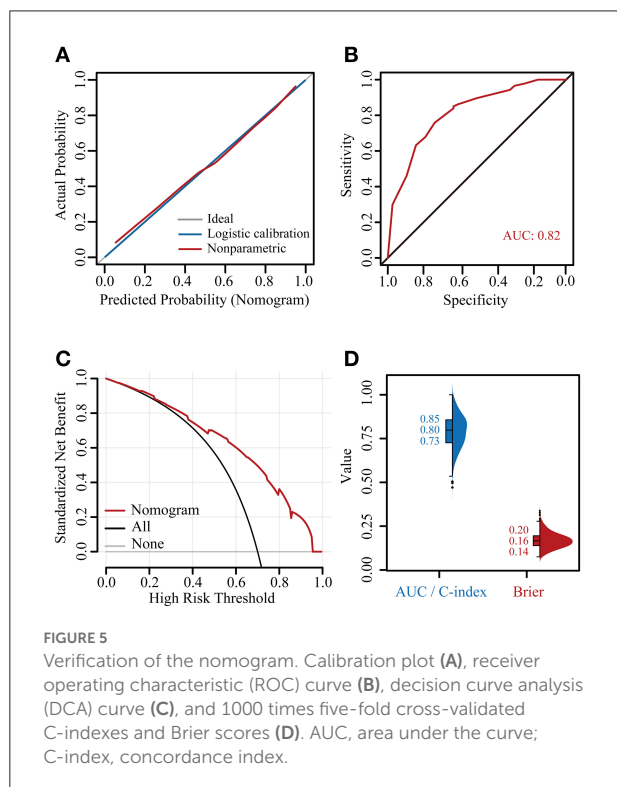 A
Actual Probability
1.0
0.8
0.6
0.4
0.2
0.0
Ideal
Logistic calibration
Nonparametric
0.0 0.2 0.4 0.6 0.8 1.0
Predicted Probability (Nomogram)
B
Sensitivity
1.0
0.8
0.6
0.4
0.2
0.0
AUC: 0.82
1.0 0.8 0.6 0.4 0.2 0.0
Specificity
C
Standardized Net Benefit
1.0
0.8
0.6
0.4
0.2
0.0
Nomogram
All
None
0.0 0.2 0.4 0.6 0.8 1.0
High Risk Threshold
D
Value
1.00
0.75
0.50
0.25
0.00
0.85
0.80
0.73
0.20
0.16
0.14
AUC / C-index Brier
FIGURE 5
Verification of the nomogram. Calibration plot (A), receiver
operating characteristic (ROC) curve (B), decision curve analysis
(DCA) curve (C), and 1000 times five-fold cross-validated
C-indexes and Brier scores (D). AUC, area under the curve;
C-index, concordance index.